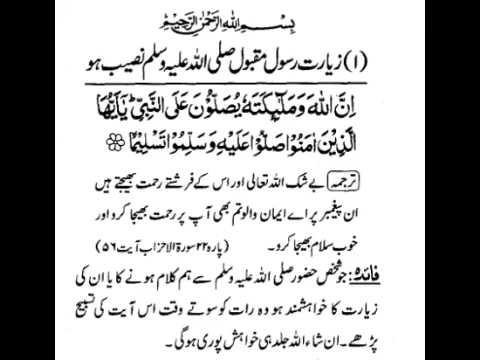 بِسْمِ اللهِ الرَّحْمٰنِ الرَّحِيْمِ
(۱) زیارت رسول مقبول صلی اللہ علیہ وسلم نصیب ہو
اِنَّ اللّٰهَ وَمَلٰٓئِكَتَهٗ يُصَلُّوْنَ عَلَى النَّبِيِّ يٰٓاَيُّهَا
الَّذِيْنَ اٰمَنُوْا صَلُّوْا عَلَيْهِ وَسَلِّمُوْا تَسْلِيْمًا
ترجمہ بے شک اللہ تعالی اور اس کے فرشتے رحمت بھیجتے ہیں
ان پیغمبر پر اے ایمان والو تم بھی آپ پر رحمت بھیجا کرو اور
خوب سلام بھیجا کرو۔ (پارہ ۲۲ سورۃ الاحزاب آیت ۵۶)
فائدہ: جو شخص حضور صلی اللہ علیہ وسلم سے ہم کلام ہونے کا یا ان کی
زیارت کا خواہشمند ہو وہ رات کو سوتے وقت اس آیت کی تسبیح
پڑھے۔ ان شاء اللہ جلد ہی خواہش پوری ہوگی۔